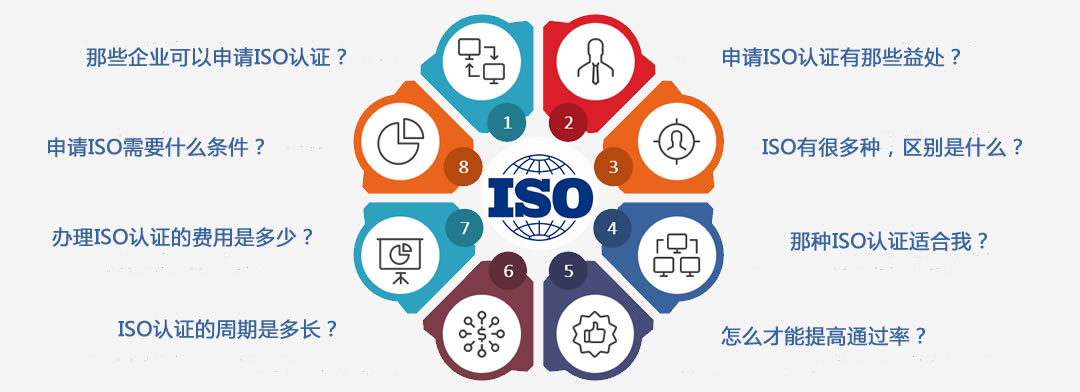 那些企业可以申请ISO认证？
申请ISO认证有那些益处？
申请ISO需要什么条件？
ISO有很多种，区别是什么？
办理ISO认证的费用是多少？
那种ISO认证适合我？
ISO认证的周期是多长？
怎么才能提高通过率？
1
2
3
4
5
6
7
8
ISO
$